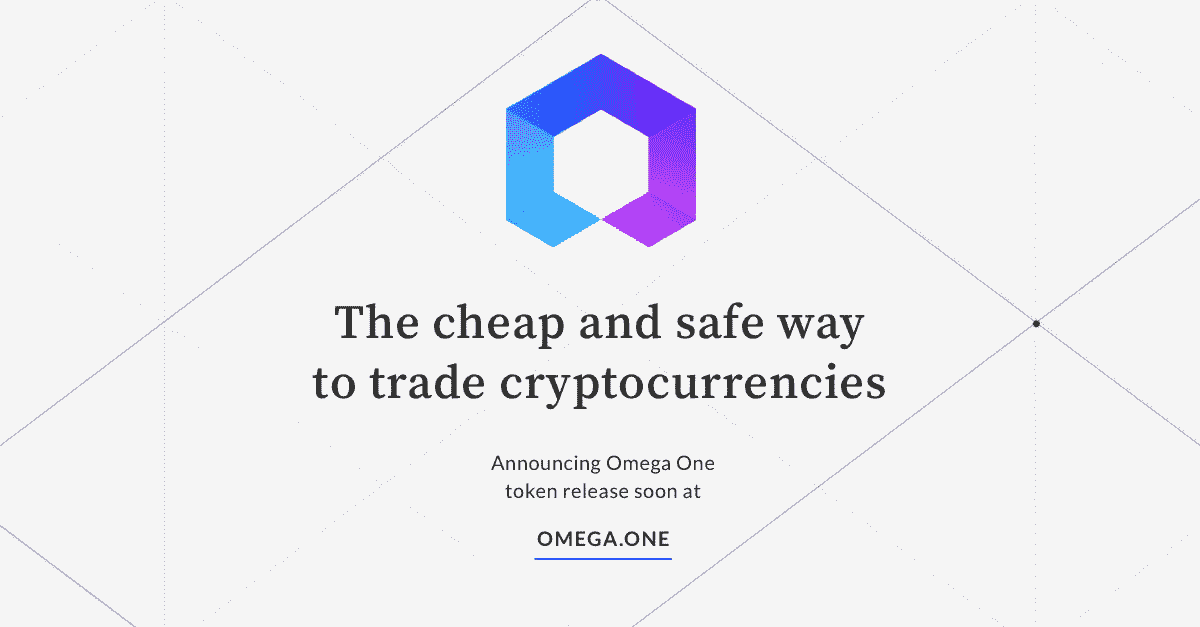 The cheap and safe way
to trade cryptocurrencies
Announcing Omega One
token release soon at
OMEGA.ONE